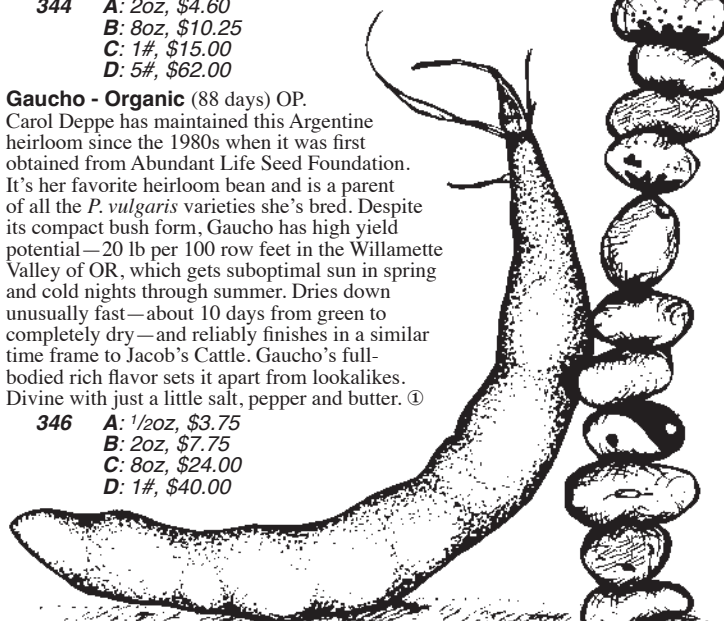 344 A: 2oz, $4.60
B: 8oz, $10.25
C: 1#, $15.00
D: 5#, $62.00
Gaucho - Organic (88 days) OP.
Carol Deppe has maintained this Argentine
heirloom since the 1980s when it was first
obtained from Abundant Life Seed Foundation.
It’s her favorite heirloom bean and is a parent
of all the P. vulgaris varieties she’s bred. Despite
its compact bush form, Gaucho has high yield
potential—20 lb per 100 row feet in the Willamette
Valley of OR, which gets suboptimal sun in spring
and cold nights through summer. Dries down
unusually fast—about 10 days from green to
completely dry—and reliably finishes in a similar
time frame to Jacob’s Cattle. Gaucho’s full-
bodied rich flavor sets it apart from lookalikes.
Divine with just a little salt, pepper and butter. ①
346 A: 1/2oz, $3.75
B: 2oz, $7.75
C: 8oz, $24.00
D: 1#, $40.00